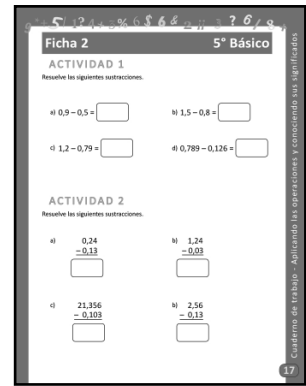 Ficha 2 5° Básico
ACTIVIDAD 1
Resuelve las siguientes sustracciones.
a) 0,9 – 0,5 =
b) 1,5 – 0,8 =
c) 1,2 – 0,79 =
d) 0,789 – 0,126 =
ACTIVIDAD 2
Resuelve las siguientes sustracciones.
a) 0,24
– 0,13
b) 1,24
– 0,03
c) 21,356
– 0,103
b) 2,56
– 0,13
Cuaderno de trabajo - Aplicando las operaciones y conociendo sus significados
17